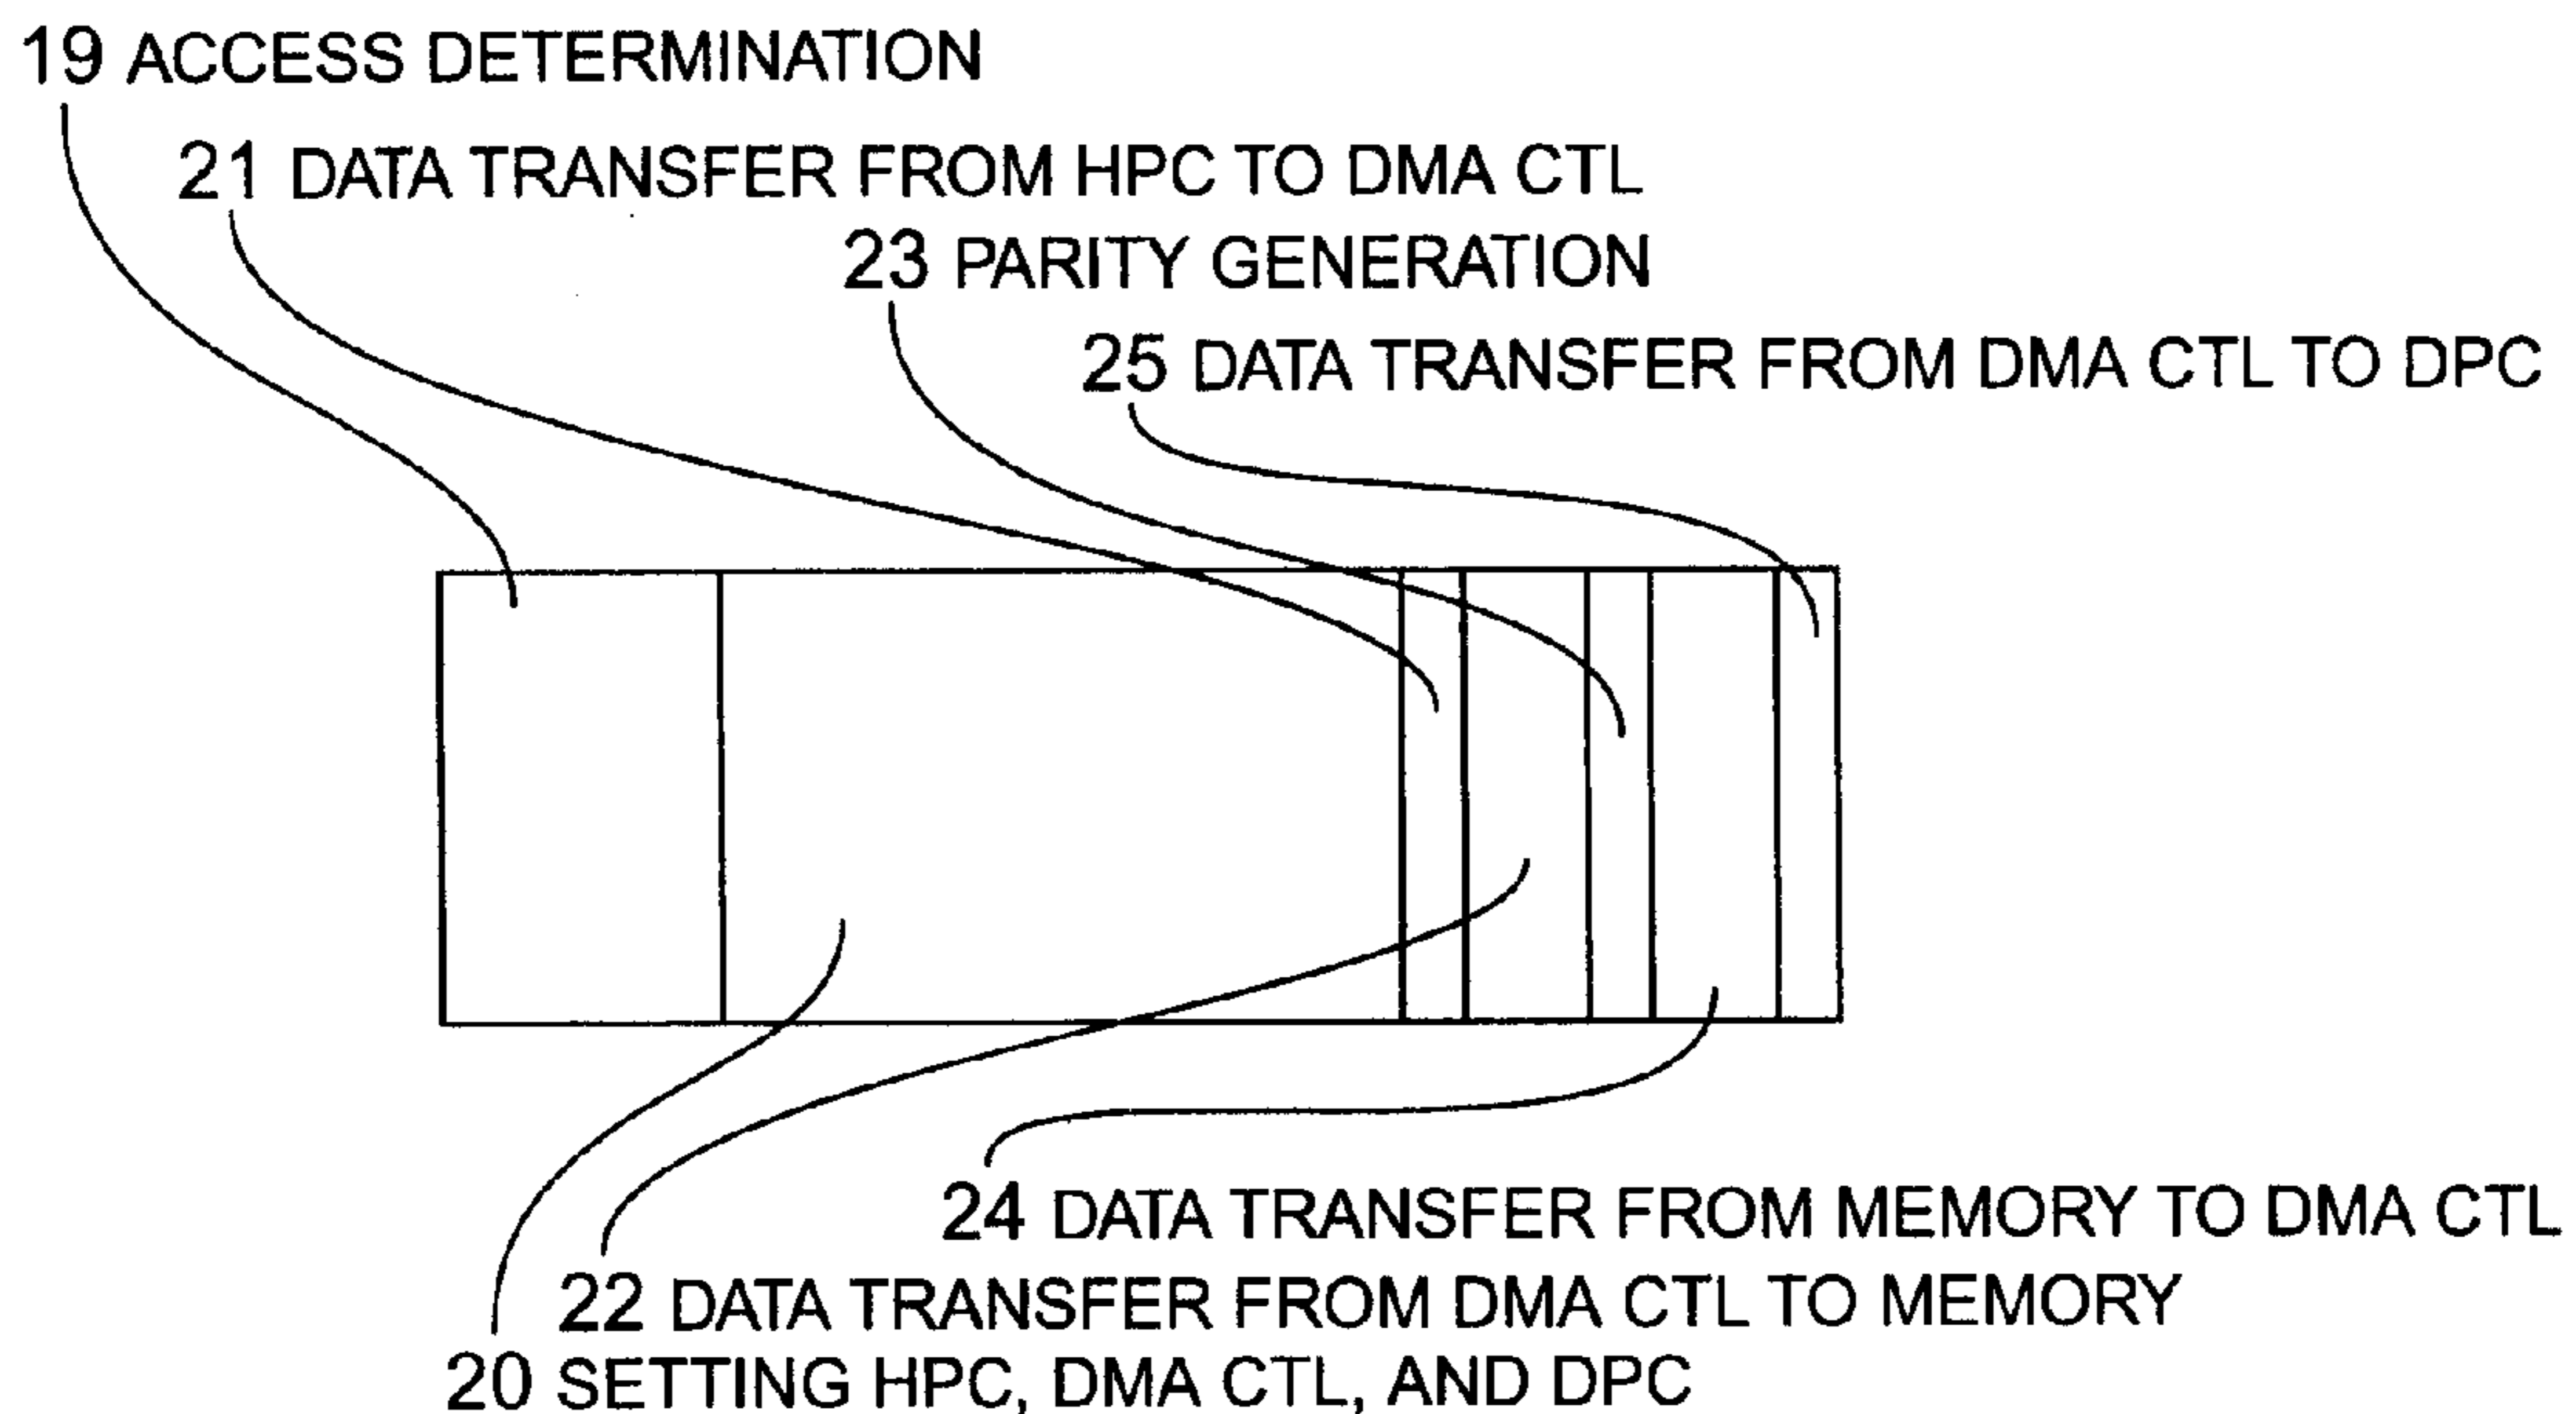 19 ACCESS DETERMINATION
21 DATA TRANSFER FROM HPC TO DMA CTL
23 PARITY GENERATION
25 DATA TRANSFER FROM DMA CTL TO DPC
24 DATA TRANSFER FROM MEMORY TO DMA CTL
22 DATA TRANSFER FROM DMA CTL TO MEMORY
20 SETTING HPC, DMA CTL, AND DPC